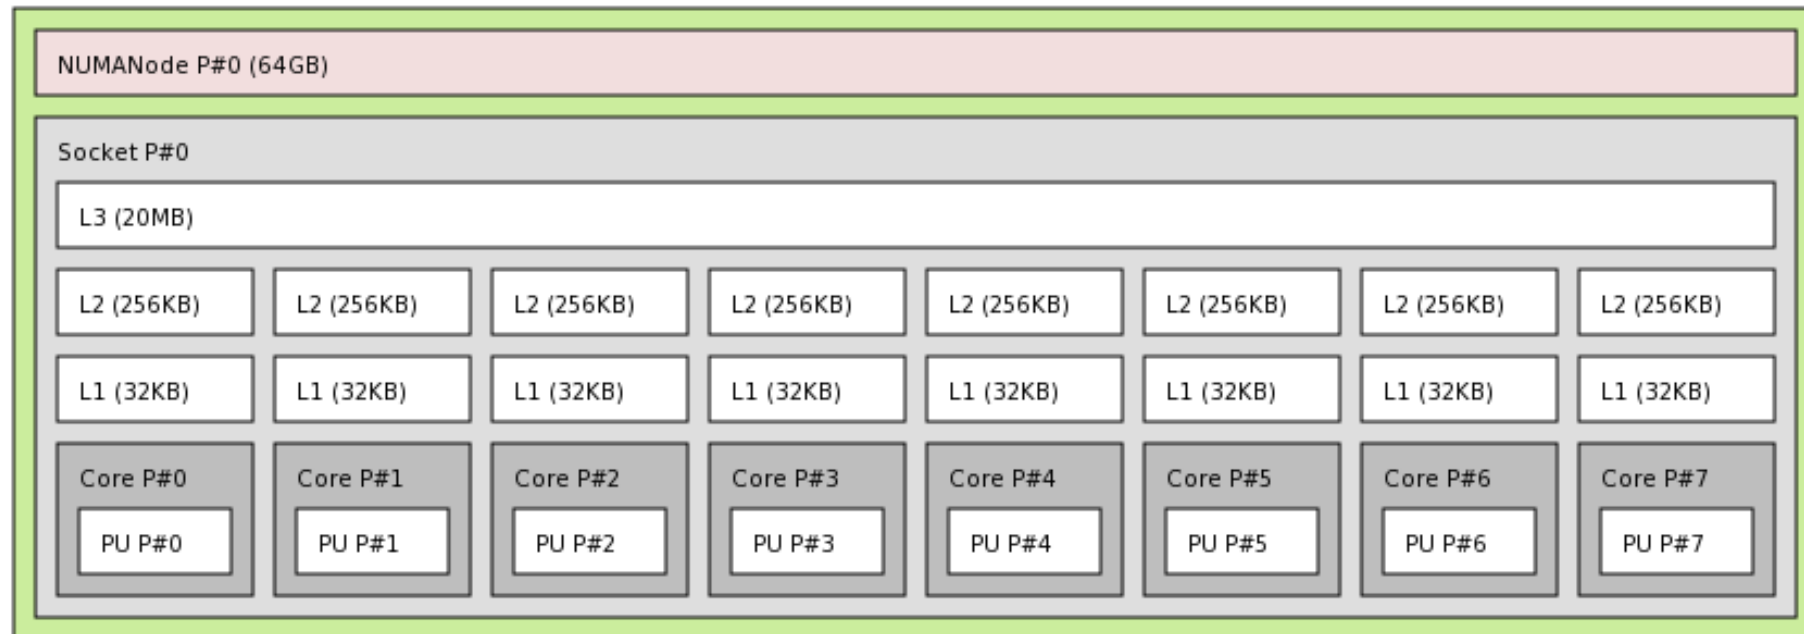 NUMANode P#0 (64GB)
Socket P#0
L3 (20MB)
L2 (256KB) L2 (256KB) L2 (256KB) L2 (256KB) L2 (256KB) L2 (256KB) L2 (256KB) L2 (256KB)
L1 (32KB) L1 (32KB) L1 (32KB) L1 (32KB) L1 (32KB) L1 (32KB) L1 (32KB) L1 (32KB)
Core P#0 Core P#1 Core P#2 Core P#3 Core P#4 Core P#5 Core P#6 Core P#7
PU P#0 PU P#1 PU P#2 PU P#3 PU P#4 PU P#5 PU P#6 PU P#7